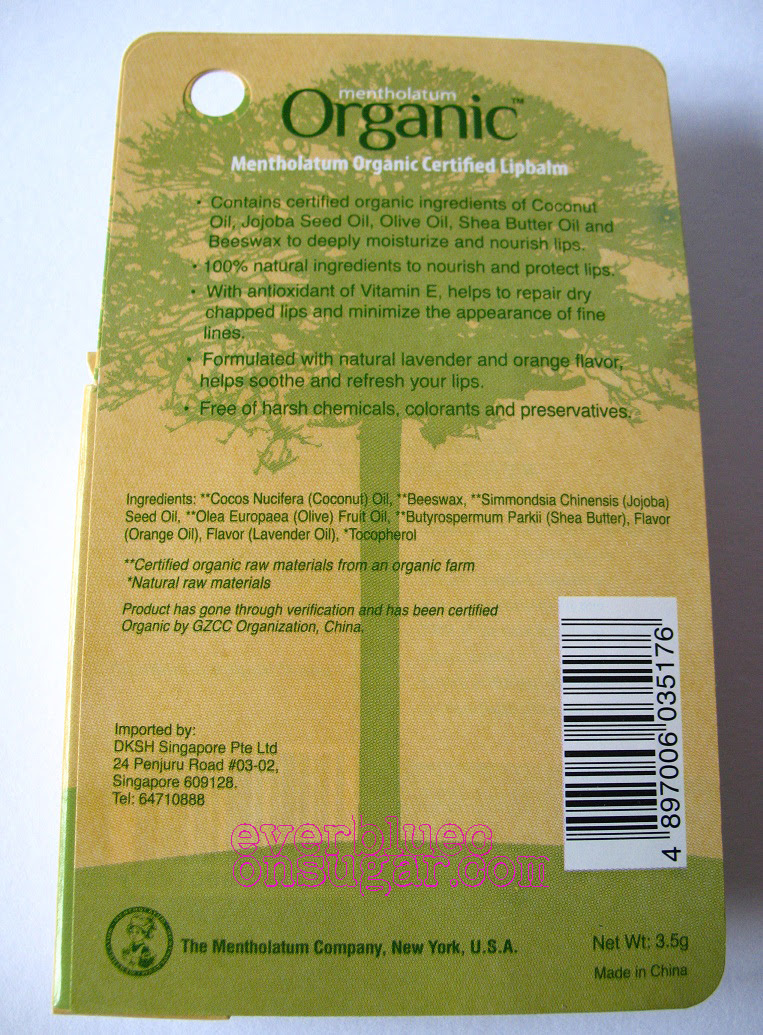 mentholatum
Organic™
Mentholatum Organic Certified Lipbalm
• Contains certified organic ingredients of Coconut
Oil, Jojoba Seed Oil, Olive Oil, Shea Butter Oil and
Beeswax to deeply moisturize and nourish lips.
• 100% natural ingredients to nourish and protect lips.
• With antioxidant of Vitamin E, helps to repair dry
chapped lips and minimize the appearance of fine
lines.
• Formulated with natural lavender and orange flavor,
helps soothe and refresh your lips.
• Free of harsh chemicals, colorants and preservatives.
Ingredients: **Cocos Nucifera (Coconut) Oil, **Beeswax, **Simmondsia Chinensis (Jojoba)
Seed Oil, **Olea Europaea (Olive) Fruit Oil, **Butyrospermum Parkii (Shea Butter), Flavor
(Orange Oil), Flavor (Lavender Oil), *Tocopherol
**Certified organic raw materials from an organic farm
*Natural raw materials
Product has gone through verification and has been certified
Organic by GZCC Organization, China.
Imported by:
DKSH Singapore Pte Ltd
24 Penjuru Road #03-02,
Singapore 609128.
Tel: 64710888
4 897006 035176
everbluec
onsugar.com
The Mentholatum Company, New York, U.S.A.
Net Wt: 3.5g
Made in China